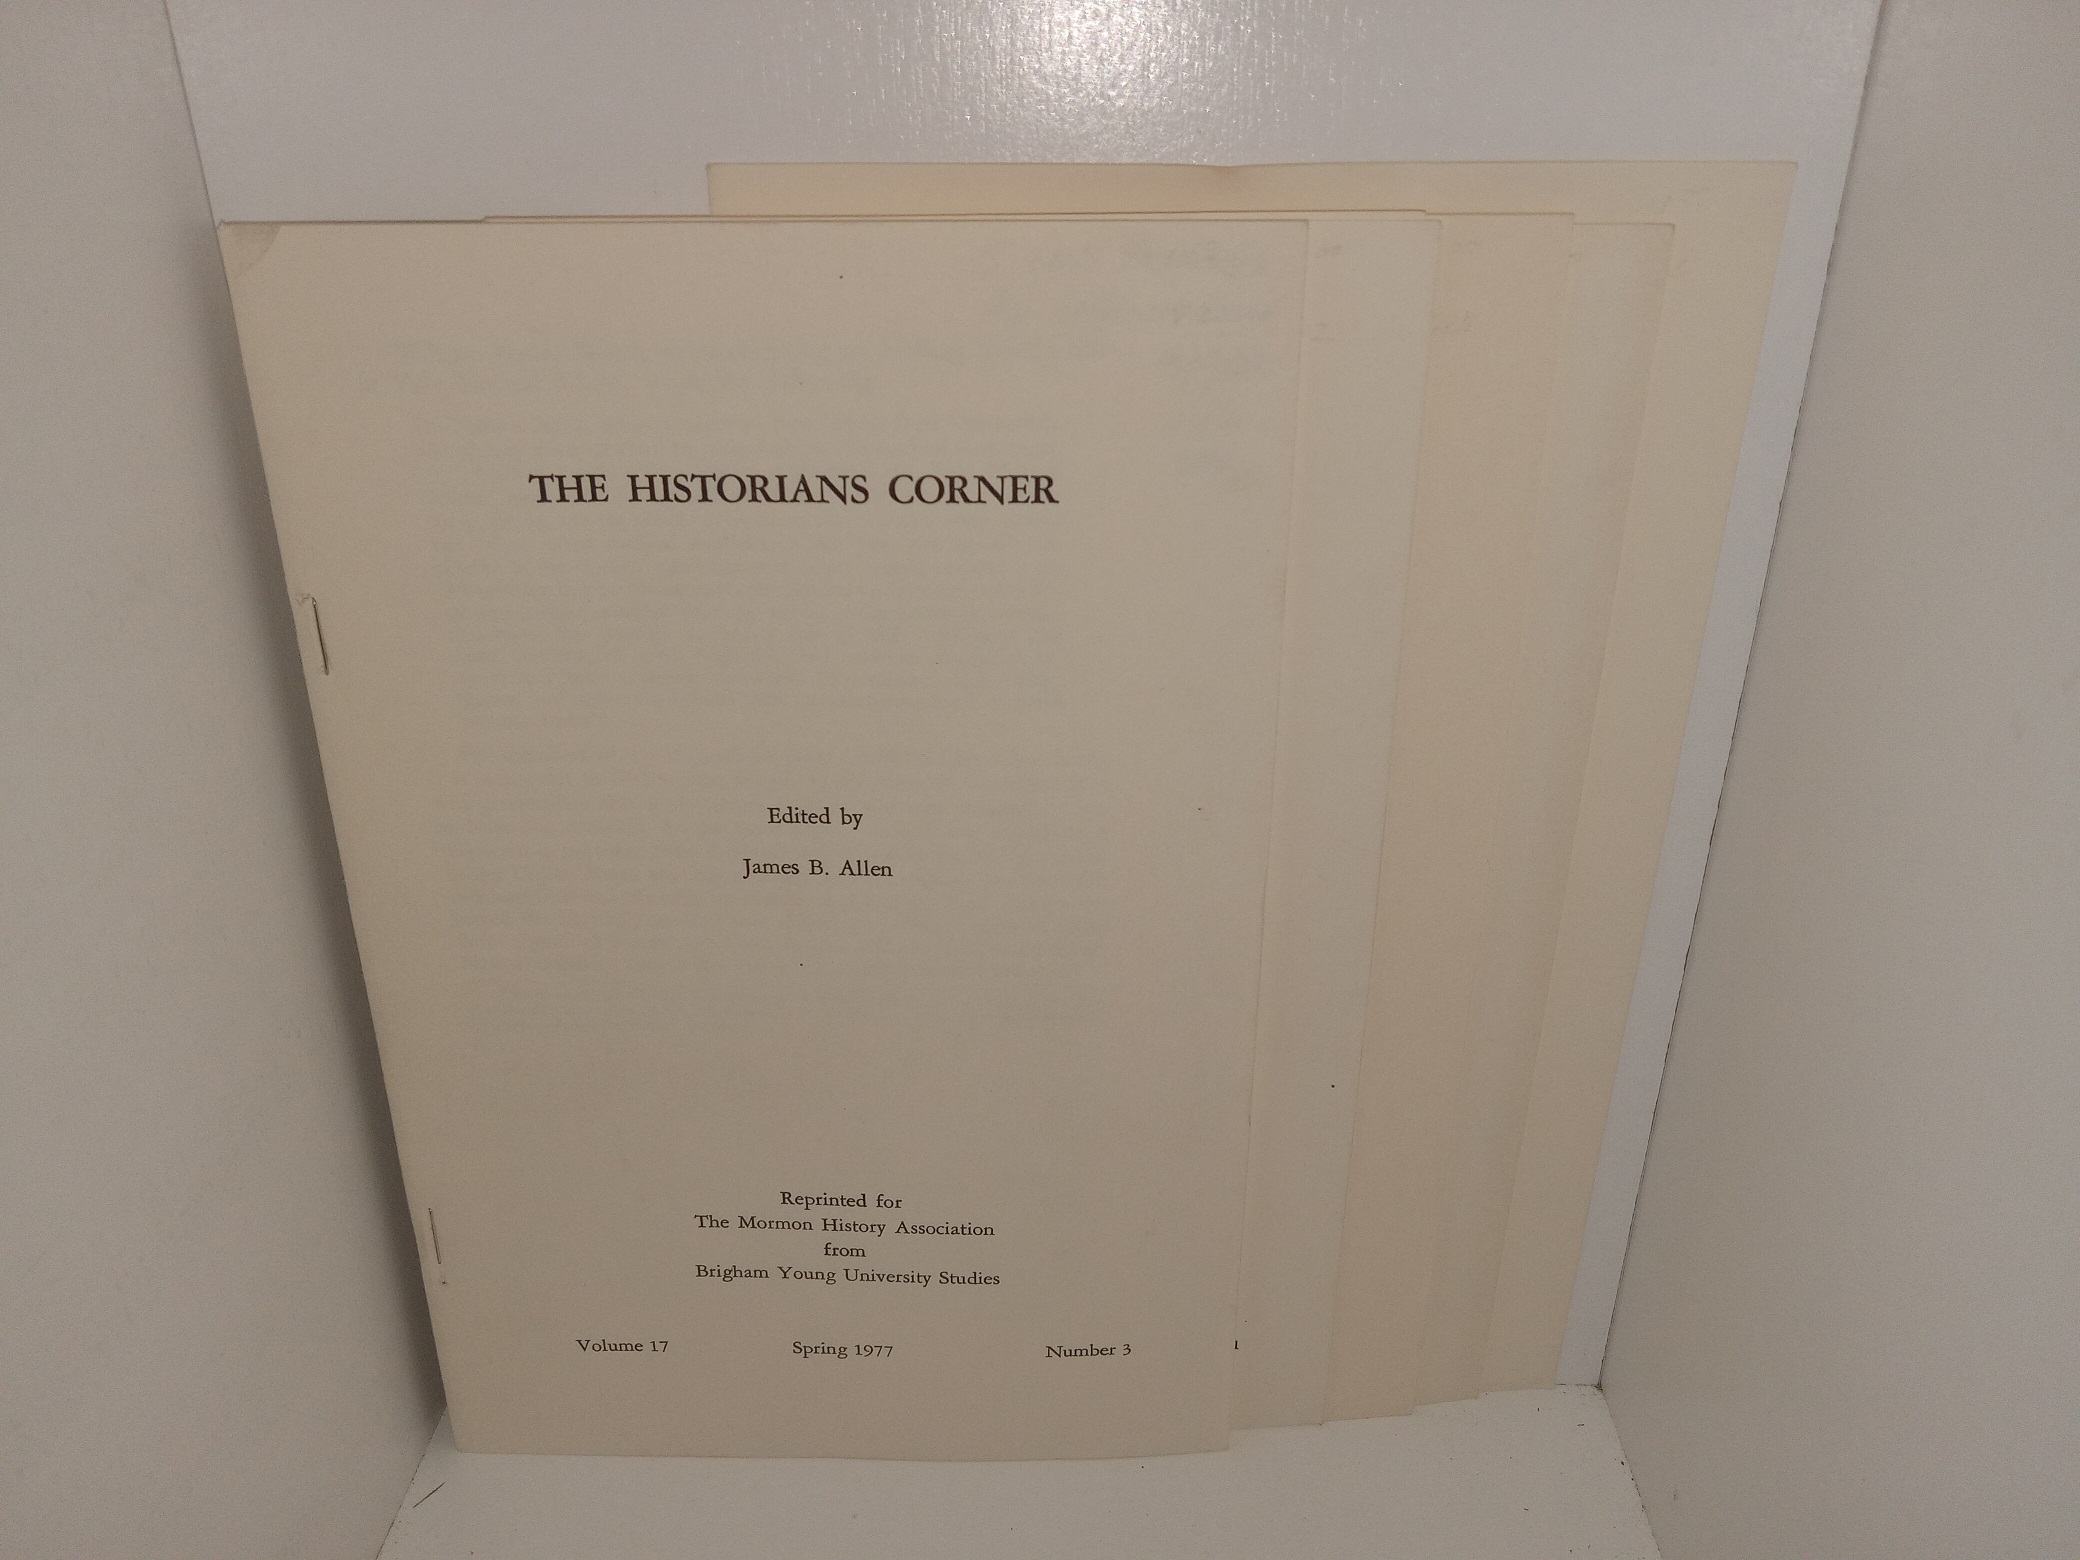 THE HISTORIANS CORNER
Edited by
James B. Allen
Reprinted for
The Mormon History Association
from
Brigham Young University Studies
Volume 17 Spring 1977 Number 3